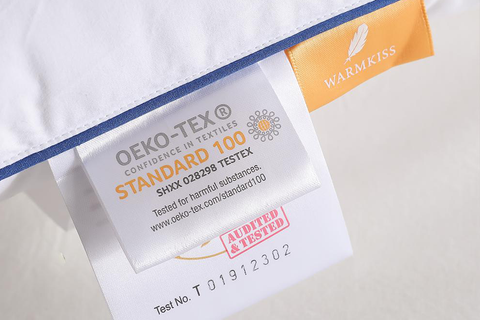 WARMKISS
OEKO-TEX®
CONFIDENCE IN TEXTILES
STANDARD 100
SHXX 028298 TESTEX
Tested for harmful substances.
www.oeko-tex.com/standard100
AUDITED
& TESTED
Test No. T 01912302